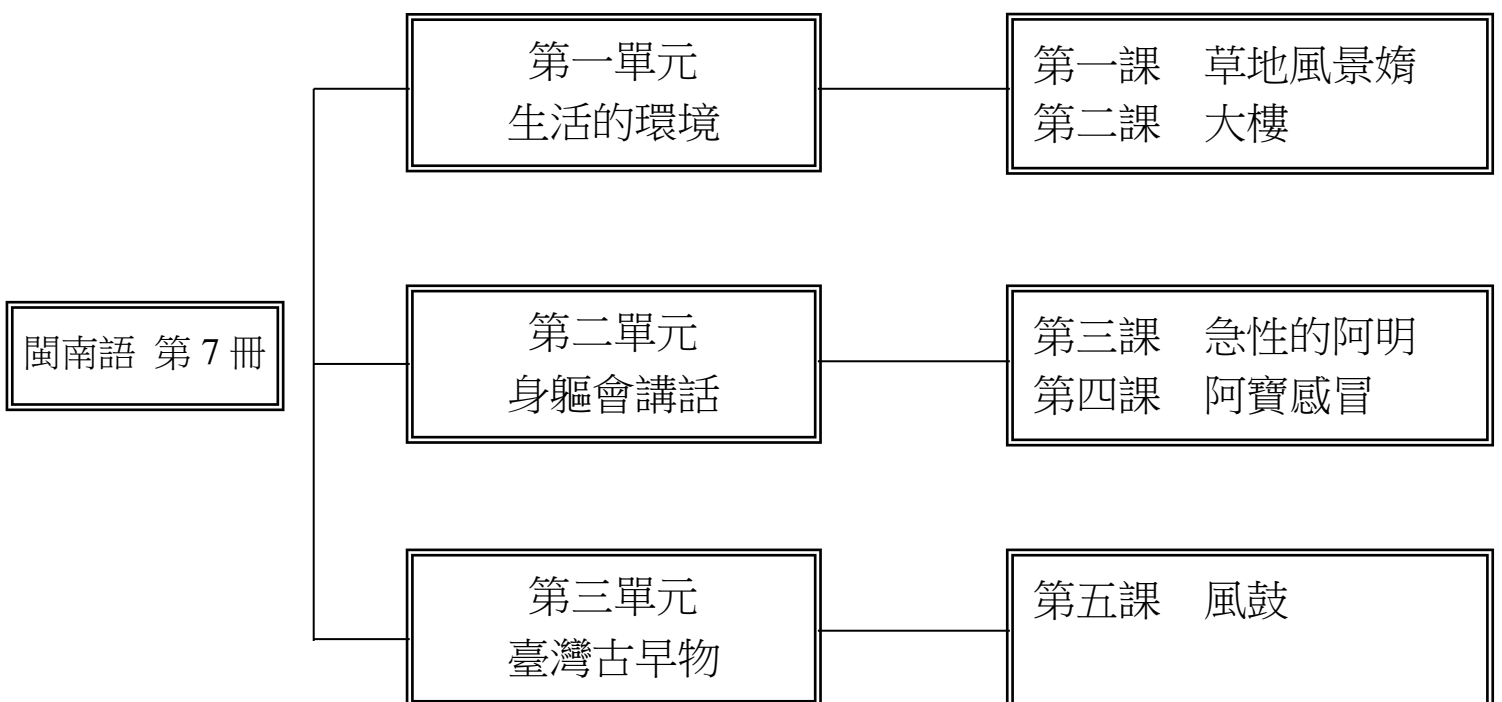 閩南語 第 7 冊
第一單元
生活的環境
第一課 草地風景媠
第二課 大樓
第二單元
身軀會講話
第三課 急性的阿明
第四課 阿寶感冒
第三單元
臺灣古早物
第五課 風鼓